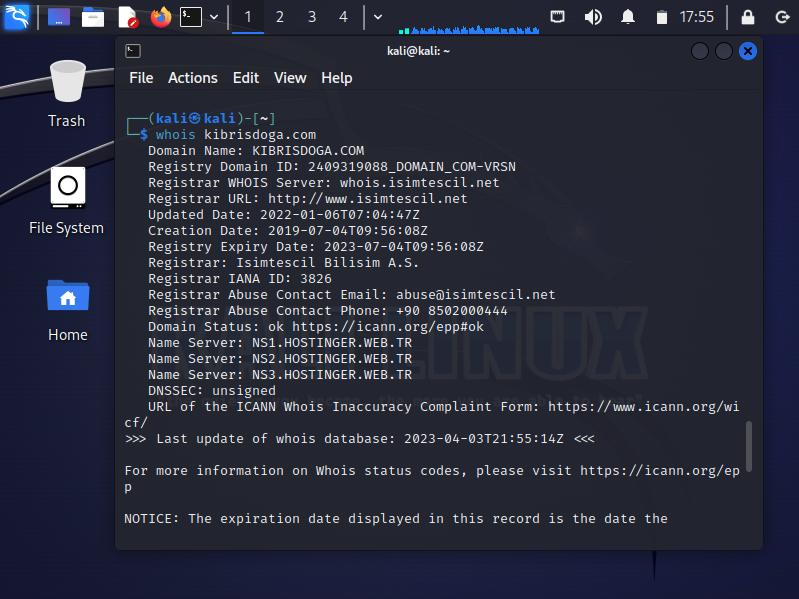 1 2 3 4 17:55
kali@kali: ~
File Actions Edit View Help
Trash
File System
Home
┌──(kali㉿kali)-[~]
└─$ whois kibrisdoga.com
Domain Name: KIBRISDOGA.COM
Registry Domain ID: 2409319088_DOMAIN_COM-VRSN
Registrar WHOIS Server: whois.isimtescil.net
Registrar URL: http://www.isimtescil.net
Updated Date: 2022-01-06T07:04:47Z
Creation Date: 2019-07-04T09:56:08Z
Registry Expiry Date: 2023-07-04T09:56:08Z
Registrar: Isimtescil Bilisim A.S.
Registrar IANA ID: 3826
Registrar Abuse Contact Email: abuse@isimtescil.net
Registrar Abuse Contact Phone: +90 8502000444
Domain Status: ok https://icann.org/epp#ok
Name Server: NS1.HOSTINGER.WEB.TR
Name Server: NS2.HOSTINGER.WEB.TR
Name Server: NS3.HOSTINGER.WEB.TR
DNSSEC: unsigned
URL of the ICANN Whois Inaccuracy Complaint Form: https://www.icann.org/wi
cf/
>>> Last update of whois database: 2023-04-03T21:55:14Z <<<
For more information on Whois status codes, please visit https://icann.org/ep
p
NOTICE: The expiration date displayed in this record is the date the